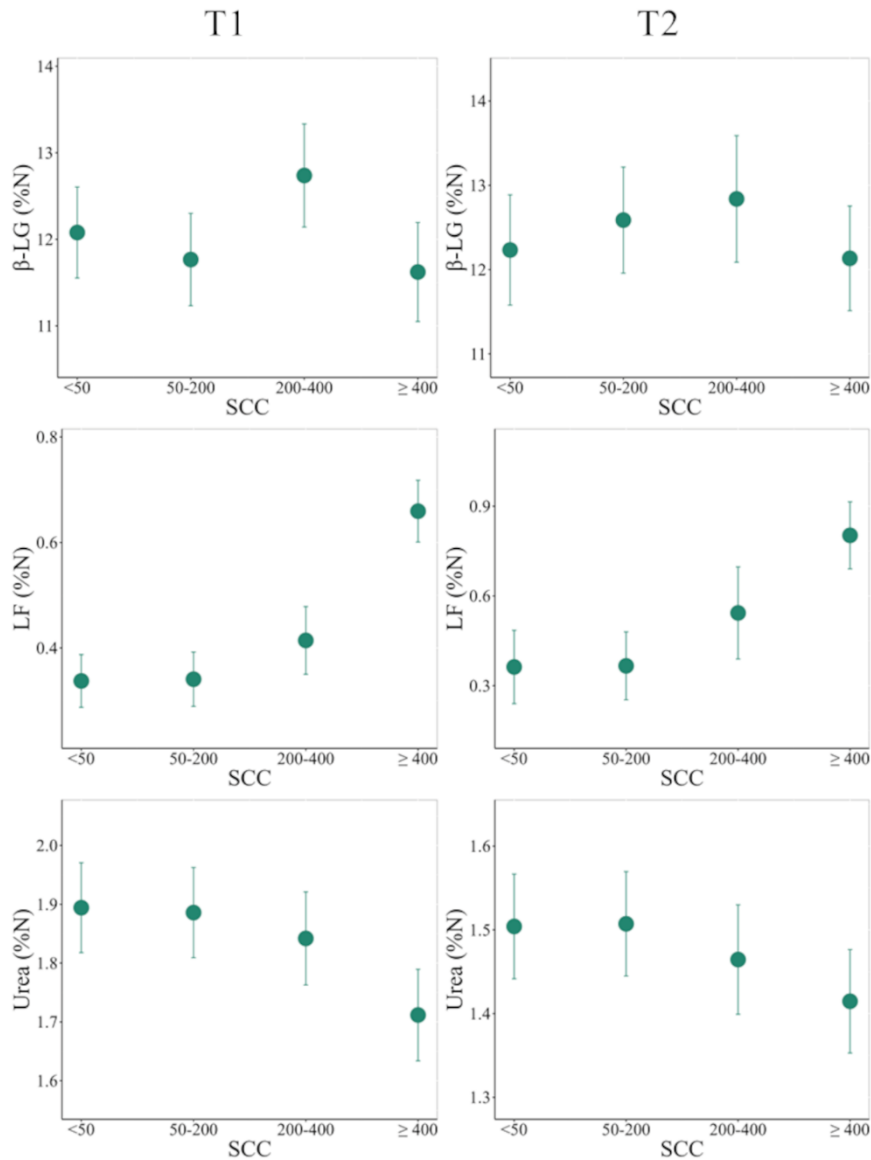 T1
T2
β-LG (%N)
14
13
12
11
<50 50-200 200-400 ≥ 400
SCC
β-LG (%N)
14
13
12
11
<50 50-200 200-400 ≥ 400
SCC
LF (%N)
0.8
0.6
0.4
<50 50-200 200-400 ≥ 400
SCC
LF (%N)
0.9
0.6
0.3
<50 50-200 200-400 ≥ 400
SCC
Urea (%N)
2.0
1.9
1.8
1.7
1.6
<50 50-200 200-400 ≥ 400
SCC
Urea (%N)
1.6
1.5
1.4
1.3
<50 50-200 200-400 ≥ 400
SCC